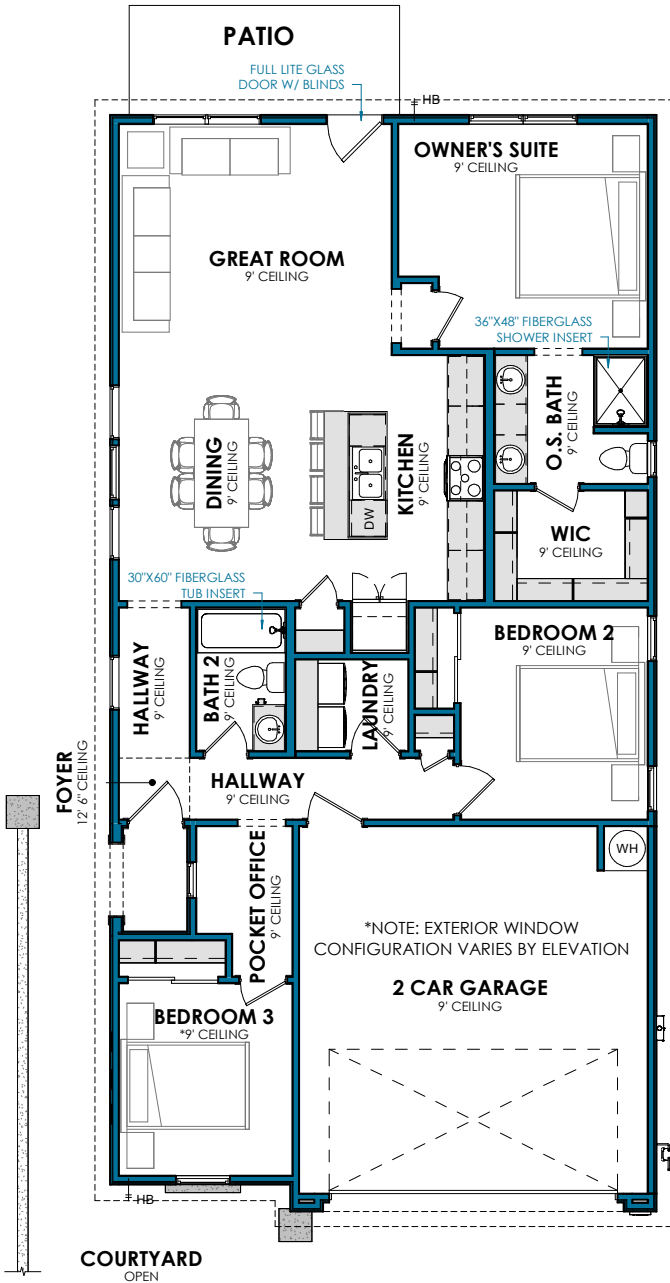 PATIO
FULL LITE GLASS
DOOR W/ BLINDS
HB
OWNER'S SUITE
9' CEILING
GREAT ROOM
9' CEILING
36"X48" FIBERGLASS
SHOWER INSERT
O.S. BATH
9' CEILING
DINING
9' CEILING
KITCHEN
9' CEILING
DW
WIC
9' CEILING
30"X60" FIBERGLASS
TUB INSERT
HALLWAY
9' CEILING
BATH 2
9' CEILING
LAUNDRY
9' CEILING
BEDROOM 2
9' CEILING
FOYER
12' 6" CEILING
HALLWAY
9' CEILING
POCKET OFFICE
9' CEILING
WH
*NOTE: EXTERIOR WINDOW
CONFIGURATION VARIES BY ELEVATION
2 CAR GARAGE
9' CEILING
BEDROOM 3
*9' CEILING
HB
COURTYARD
OPEN